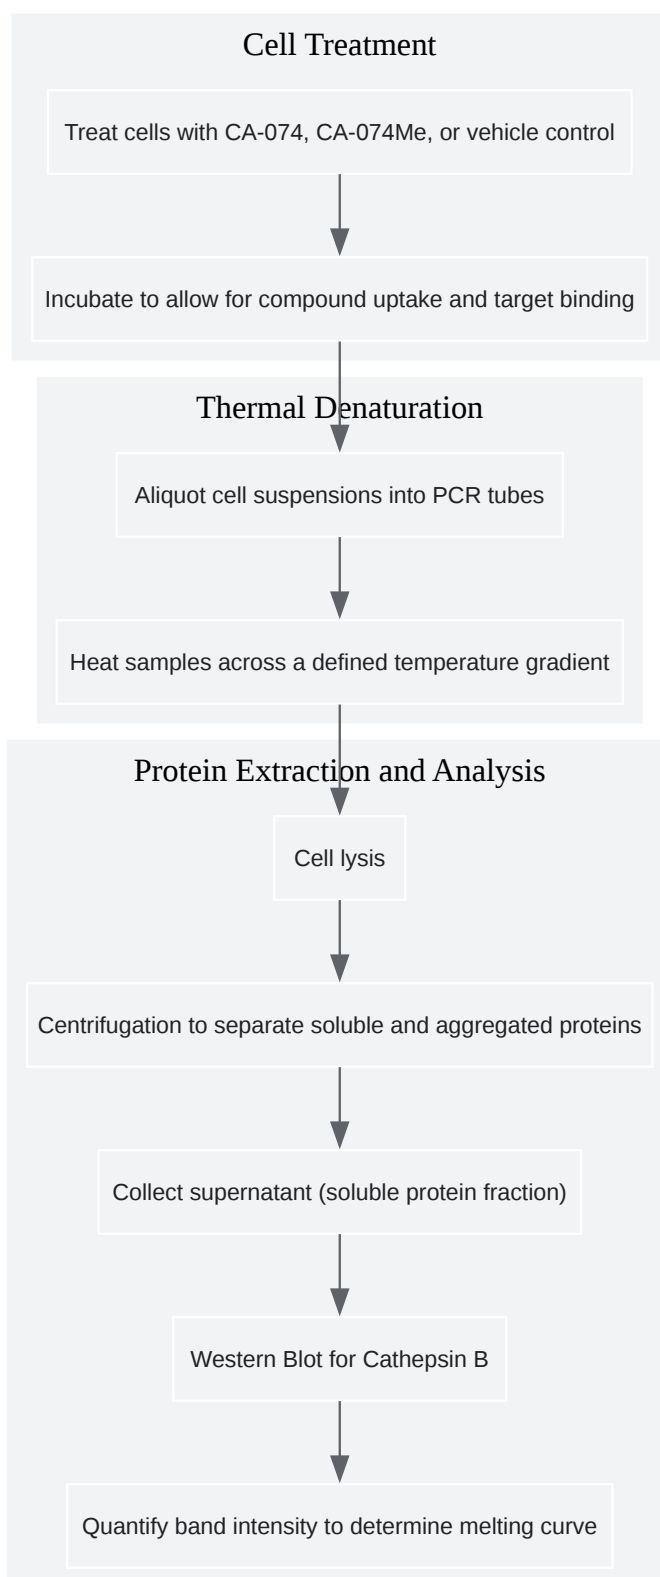 Cell Treatment
Treat cells with CA-074, CA-074Me, or vehicle control
Incubate to allow for compound uptake and target binding
Thermal Denaturation
Aliquot cell suspensions into PCR tubes
Heat samples across a defined temperature gradient
Protein Extraction and Analysis
Cell lysis
Centrifugation to separate soluble and aggregated proteins
Collect supernatant (soluble protein fraction)
Western Blot for Cathepsin B
Quantify band intensity to determine melting curve